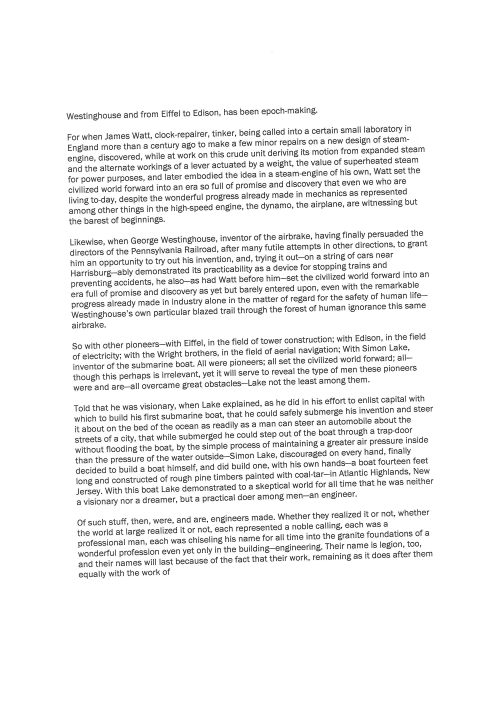 Westinghouse and from Eiffel to Edison, has been epoch-making.
For when James Watt, clock-repairer, tinker, being called into a certain small laboratory in
England more than a century ago to make a few minor repairs on a new design of steam-
engine, discovered, while at work on this crude unit deriving its motion from expanded steam
and the alternate workings of a lever actuated by a weight, the value of superheated steam
for power purposes, and later embodied the idea in a steam-engine of his own, Watt set the
civilized world forward into an era so full of promise and discovery that even we who are
living to-day, despite the wonderful progress already made in mechanics as represented
among other things in the high-speed engine, the dynamo, the airplane, are witnessing but
the barest of beginnings.
Likewise, when George Westinghouse, inventor of the airbrake, having finally persuaded the
directors of the Pennsylvania Railroad, after many futile attempts in other directions, to grant
him an opportunity to try out his invention, and, trying it out—on a string of cars near
Harrisburg—ably demonstrated its practicability as a device for stopping trains and
preventing accidents, he also—as had Watt before him—set the civilized world forward into an
era full of promise and discovery as yet but barely entered upon, even with the remarkable
progress already made in industry alone in the matter of regard for the safety of human life—
Westinghouse's own particular blazed trail through the forest of human ignorance this same
airbrake.
So with other pioneers—with Eiffel, in the field of tower construction; with Edison, in the field
of electricity; with the Wright brothers, in the field of aerial navigation; With Simon Lake,
inventor of the submarine boat. All were pioneers; all set the civilized world forward; all—
though this perhaps is irrelevant, yet it will serve to reveal the type of men these pioneers
were and are—all overcame great obstacles—Lake not the least among them.
Told that he was visionary, when Lake explained, as he did in his effort to enlist capital with
which to build his first submarine boat, that he could safely submerge his invention and steer
it about on the bed of the ocean as readily as a man can steer an automobile about the
streets of a city, that while submerged he could step out of the boat through a trap-door
without flooding the boat, by the simple process of maintaining a greater air pressure inside
than the pressure of the water outside—Simon Lake, discouraged on every hand, finally
decided to build a boat himself, and did build one, with his own hands—a boat fourteen feet
long and constructed of rough pine timbers painted with coal-tar—in Atlantic Highlands, New
Jersey. With this boat Lake demonstrated to a skeptical world for all time that he was neither
a visionary nor a dreamer, but a practical doer among men—an engineer.
Of such stuff, then, were, and are, engineers made. Whether they realized it or not, whether
the world at large realized it or not, each represented a noble calling, each was a
professional man, each was chiseling his name for all time into the granite foundations of a
wonderful profession even yet only in the building—engineering. Their name is legion, too,
and their names will last because of the fact that their work, remaining as it does after them
equally with the work of